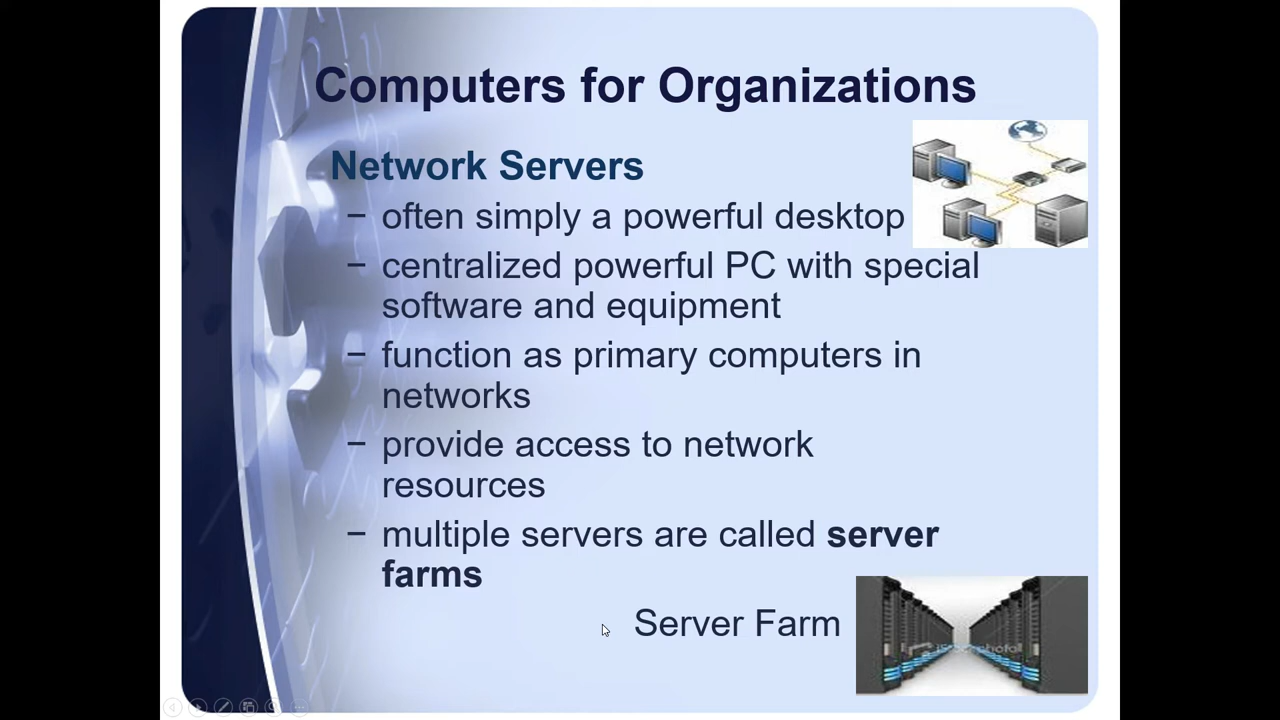 Computers for Organizations
Network Servers
– often simply a powerful desktop
– centralized powerful PC with special
software and equipment
– function as primary computers in
networks
– provide access to network
resources
– multiple servers are called server
farms
Server Farm